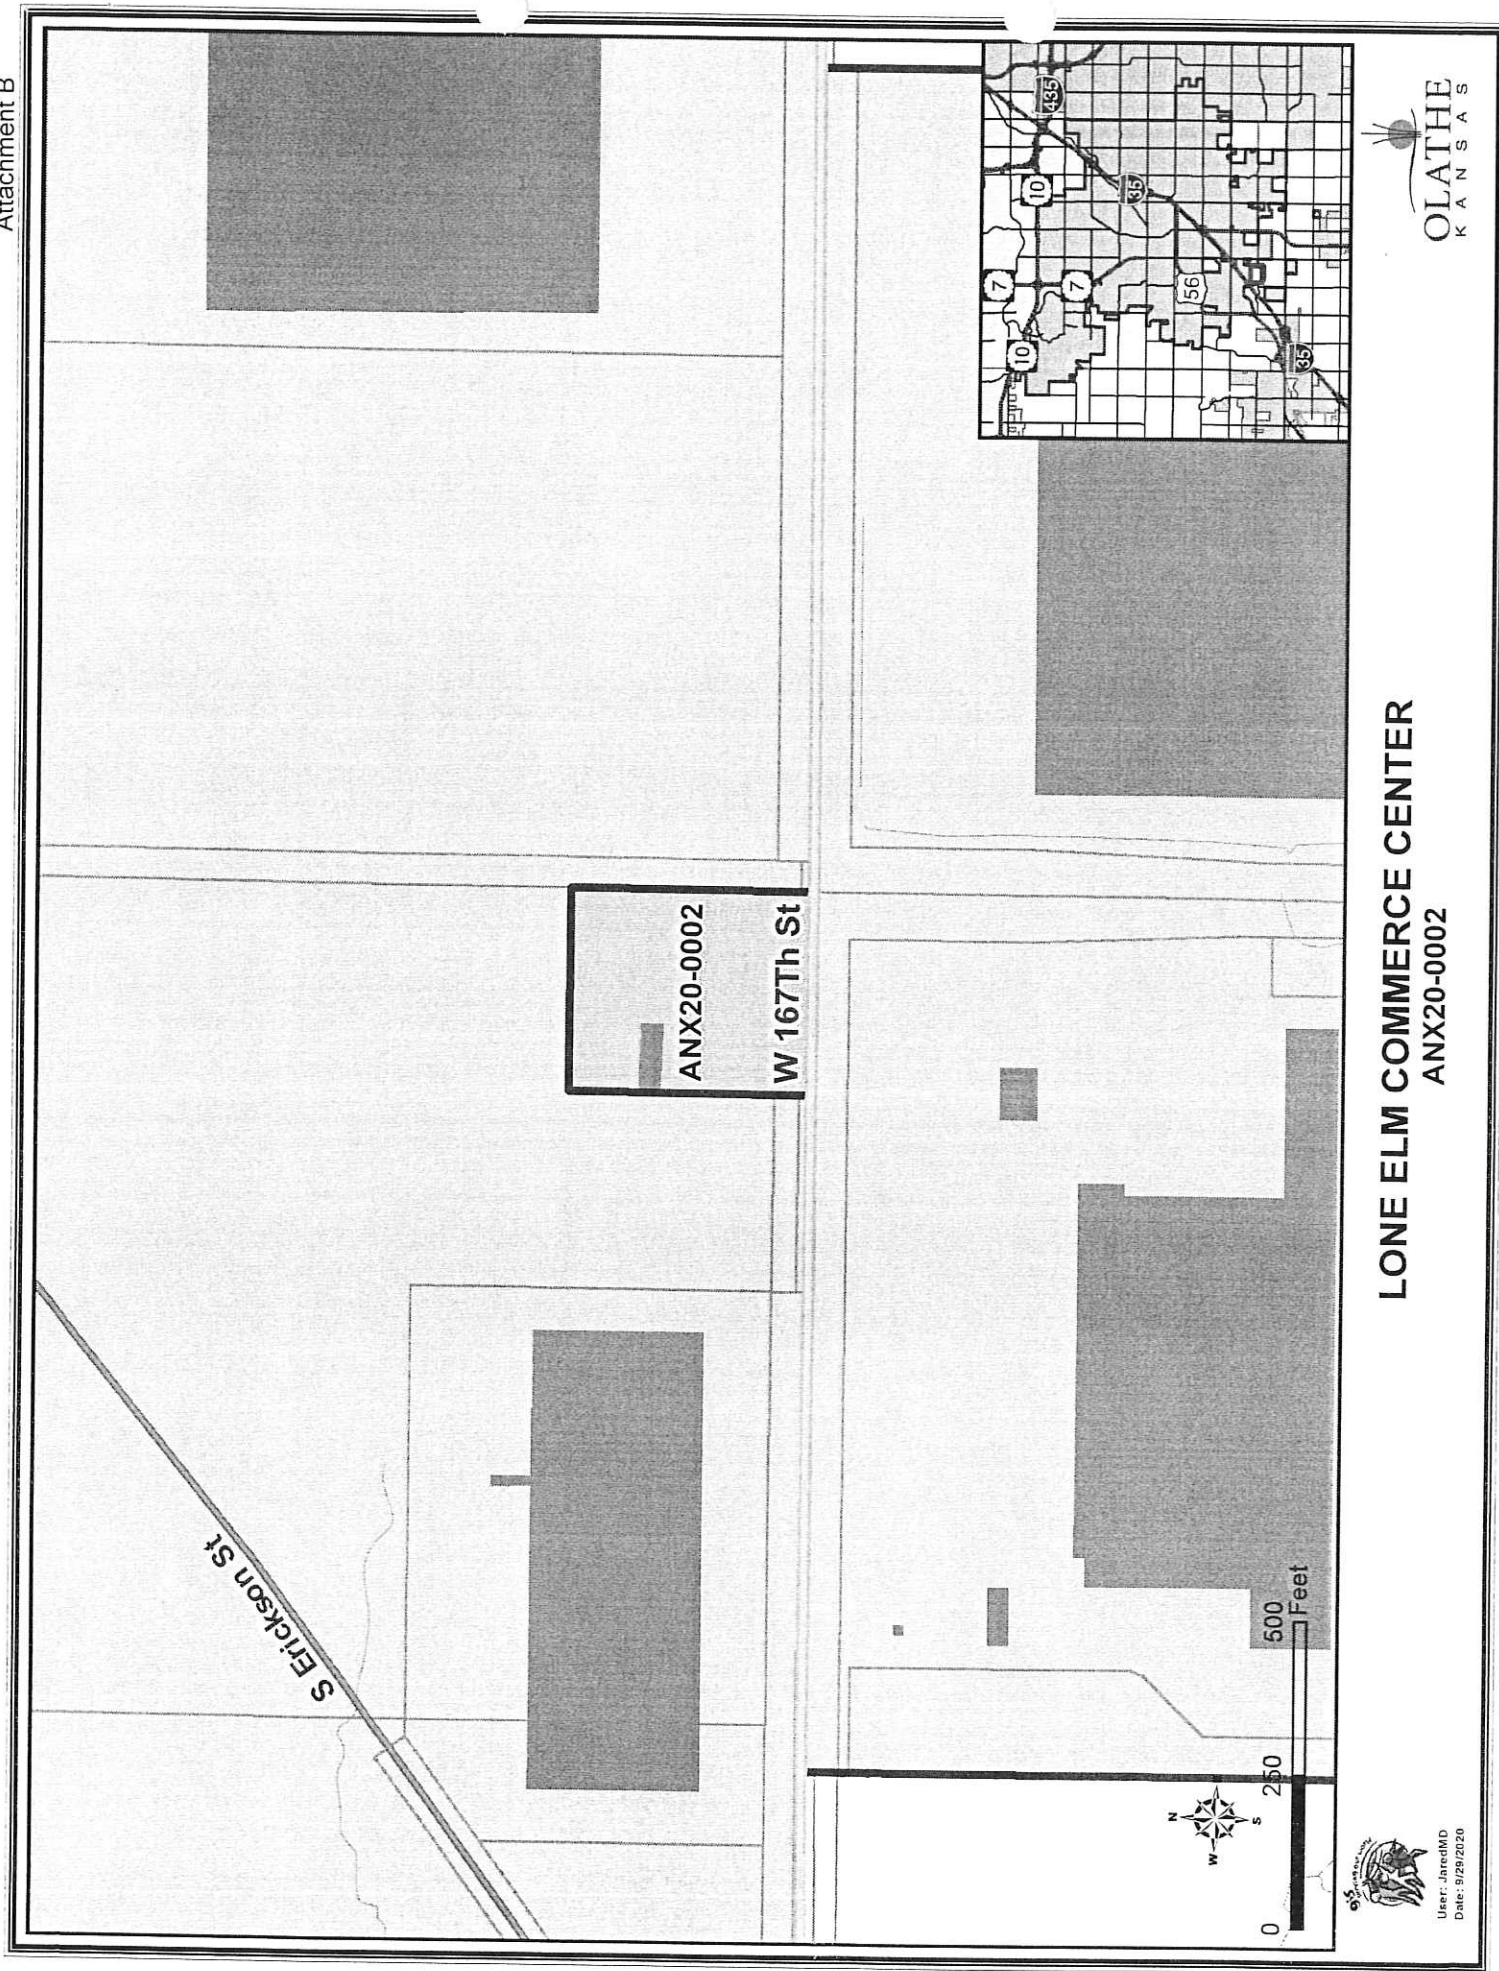 Attachment B
S Erickson St
ANX20-0002
W 167Th St
10
7
7
10
435
35
56
35
N
W
S
0
250
500
Feet
LONE ELM COMMERCE CENTER
ANX20-0002
OLATHE
KANSAS
User: JaredMD
Date: 9/29/2020